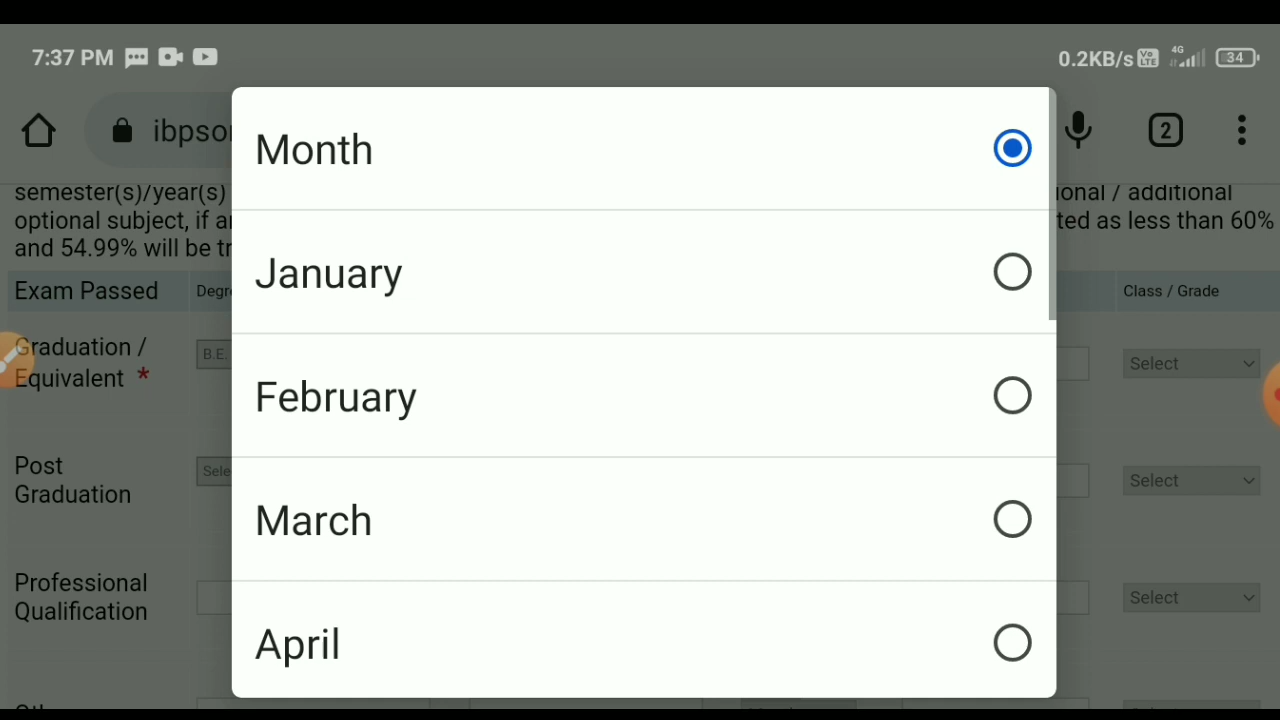 7:37 PM
0.2KB/s Vo LTE 4G 34
ibpso
2
semester(s)/year(s)
ional / additional
optional subject, if a
ted as less than 60%
and 54.99% will be tr
Exam Passed Degr Class / Grade
Graduation /
Equivalent *
B.E.
Select
Post
Graduation
Sele
Select
Professional
Qualification
Select
Month
January
February
March
April